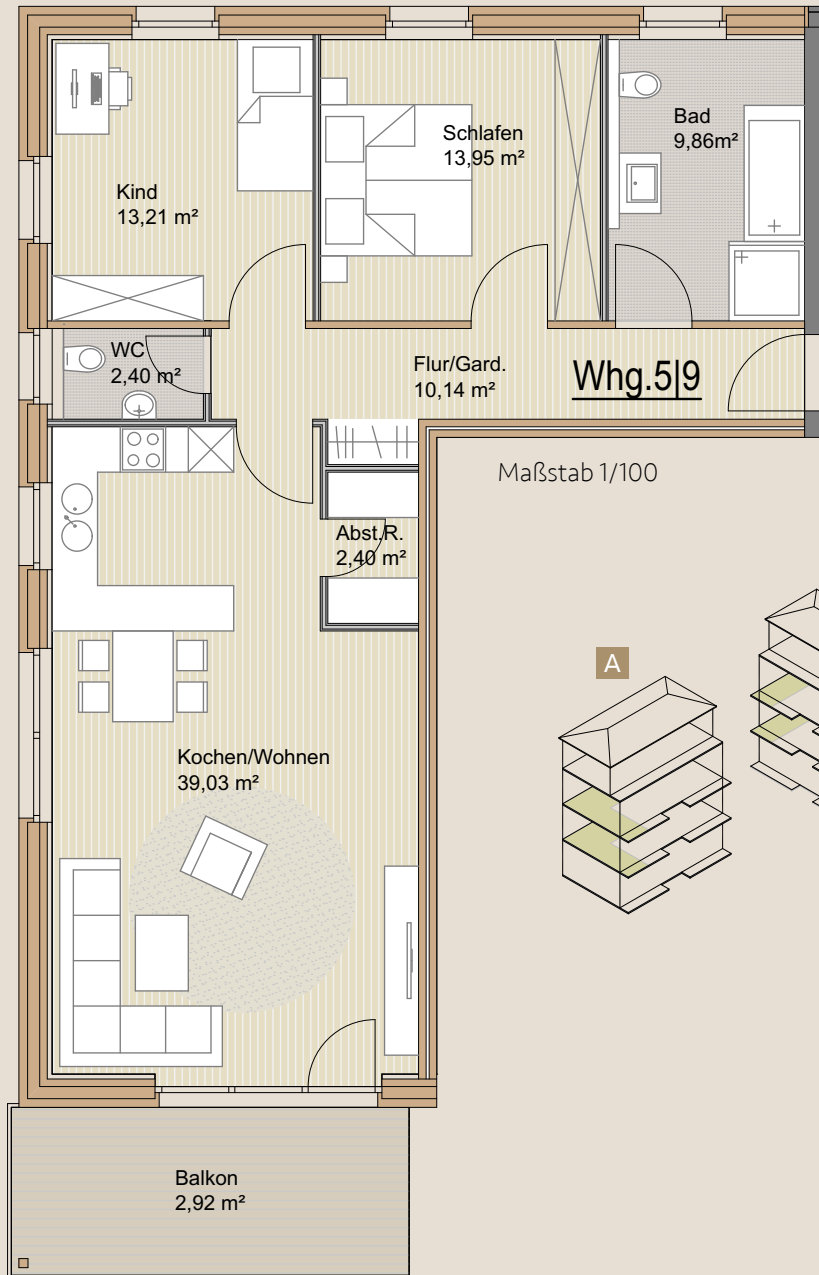 Bad
9,86m²
Schlafen
13,95 m²
Kind
13,21 m²
WC
2,40 m²
Flur/Gard.
10,14 m²
Whg.5|9
Maßstab 1/100
Abst.R.
2,40 m²
A
Kochen/Wohnen
39,03 m²
Balkon
2,92 m²